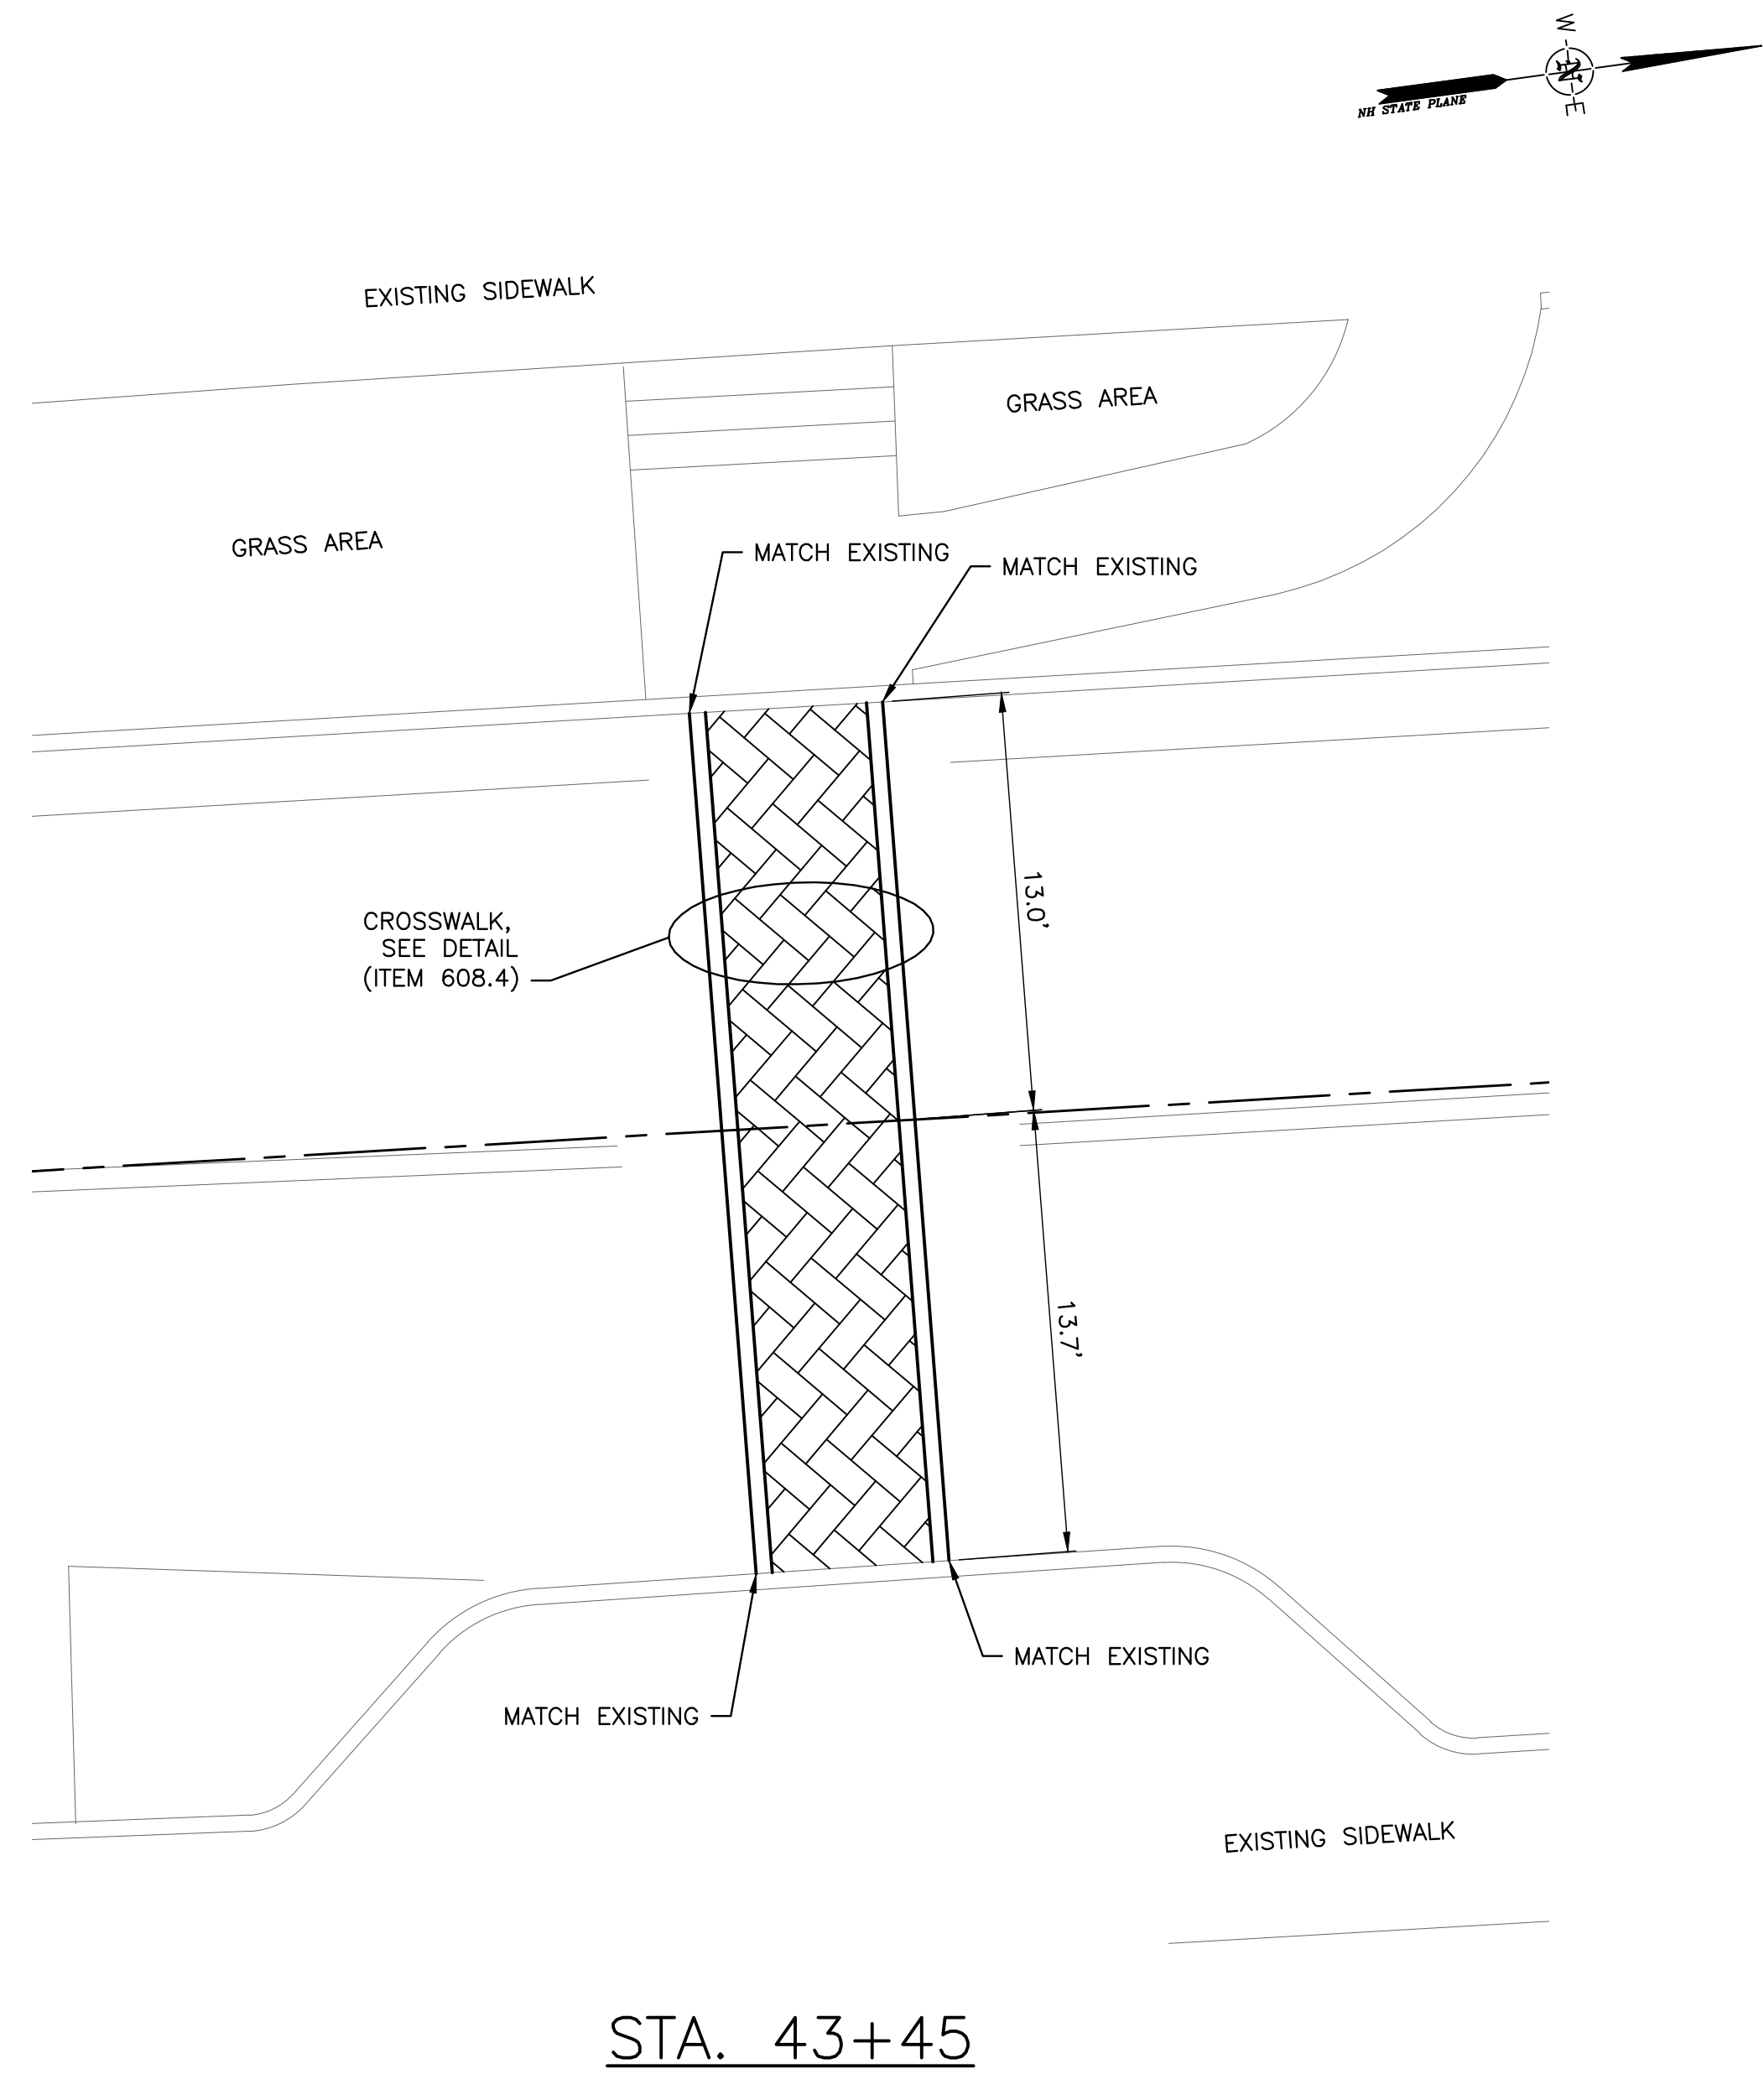 W
N
E
NH STATE PLANE
EXISTING SIDEWALK
GRASS AREA
GRASS AREA
MATCH EXISTING
MATCH EXISTING
13.0'
CROSSWALK,
SEE DETAIL
(ITEM 608.4)
13.7'
MATCH EXISTING
MATCH EXISTING
EXISTING SIDEWALK
STA. 43+45